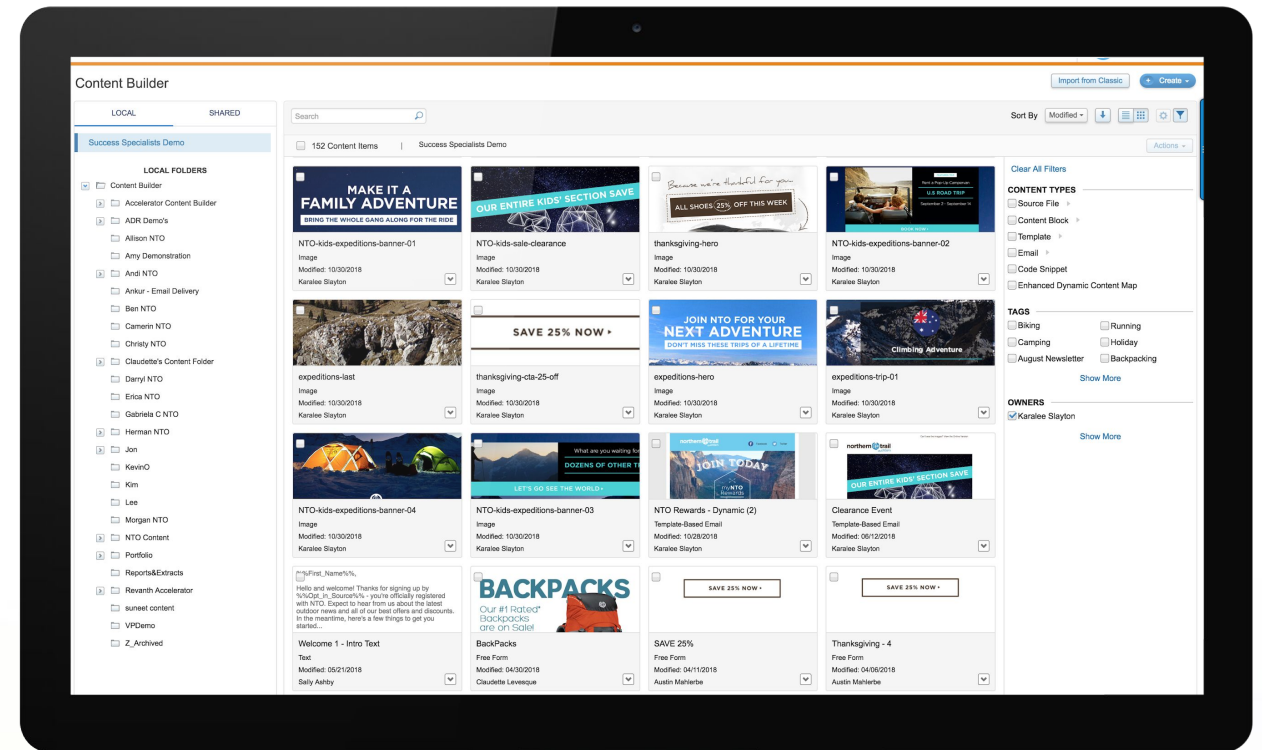 Content Builder
Import from Classic
Create
LOCAL
SHARED
Search
Sort By
Modified
Success Specialists Demo
152 Content Items | Success Specialists Demo
Actions
LOCAL FOLDERS
Content Builder
Accelerator Content Builder
ADR Demo's
Allison NTO
Amy Demonstration
Andi NTO
Ankur - Email Delivery
Ben NTO
Camerin NTO
Christy NTO
Claudette's Content Folder
Darryl NTO
Erica NTO
Gabriela C NTO
Herman NTO
Jon
KevinO
Kim
Lee
Morgan NTO
NTO Content
Portfolio
Reports&Extracts
Revanth Accelerator
suneet content
VPDemo
Z_Archived
MAKE IT A
FAMILY ADVENTURE
BRING THE WHOLE GANG ALONG FOR THE RIDE
NTO-kids-expeditions-banner-01
Image
Modified: 10/30/2018
Karalee Slayton
OUR ENTIRE KIDS' SECTION SAVE
NTO-kids-sale-clearance
Image
Modified: 10/30/2018
Karalee Slayton
Because we're thankful for you
ALL SHOES 25% OFF THIS WEEK
thanksgiving-hero
Image
Modified: 10/30/2018
Karalee Slayton
Rent a Pop-Up Campervan
U.S ROAD TRIP
September 2 - September 14
BOOK NOW
NTO-kids-expeditions-banner-02
Image
Modified: 10/30/2018
Karalee Slayton
expeditions-last
Image
Modified: 10/30/2018
Karalee Slayton
SAVE 25% NOW
thanksgiving-cta-25-off
Image
Modified: 10/30/2018
Karalee Slayton
JOIN NTO FOR YOUR
NEXT ADVENTURE
DON'T MISS THESE TRIPS OF A LIFETIME
expeditions-hero
Image
Modified: 10/30/2018
Karalee Slayton
Climbing Adventure
expeditions-trip-01
Image
Modified: 10/30/2018
Karalee Slayton
NTO-kids-expeditions-banner-04
Image
Modified: 10/30/2018
Karalee Slayton
What are you waiting for
DOZENS OF OTHER T
LET'S GO SEE THE WORLD
NTO-kids-expeditions-banner-03
Image
Modified: 10/30/2018
Karalee Slayton
northern trail
JOIN TODAY
myNTO
Rewards
NTO Rewards - Dynamic (2)
Template-Based Email
Modified: 10/28/2018
Karalee Slayton
northern trail
OUR ENTIRE KIDS' SECTION SAVE
Clearance Event
Template-Based Email
Modified: 06/12/2018
Karalee Slayton
%%First_Name%%,
Hello and welcome! Thanks for signing up by
%%Opt_in_Source%% - you're officially registered
with NTO. Expect to hear from us about the latest
outdoor news and all of our best offers and discounts.
In the meantime, here's a few things to get you
started...
Welcome 1 - Intro Text
Text
Modified: 05/21/2018
Sally Ashby
BACKPACKS
Our #1 Rated*
Backpacks
are on Sale!
BackPacks
Free Form
Modified: 04/30/2018
Claudette Levesque
SAVE 25% NOW
SAVE 25%
Free Form
Modified: 04/11/2018
Austin Mahlerbe
SAVE 25% NOW
Thanksgiving - 4
Free Form
Modified: 04/06/2018
Austin Mahlerbe
Clear All Filters
CONTENT TYPES
Source File
Content Block
Template
Email
Code Snippet
Enhanced Dynamic Content Map
TAGS
Biking
Running
Camping
Holiday
August Newsletter
Backpacking
Show More
OWNERS
Karalee Slayton
Show More